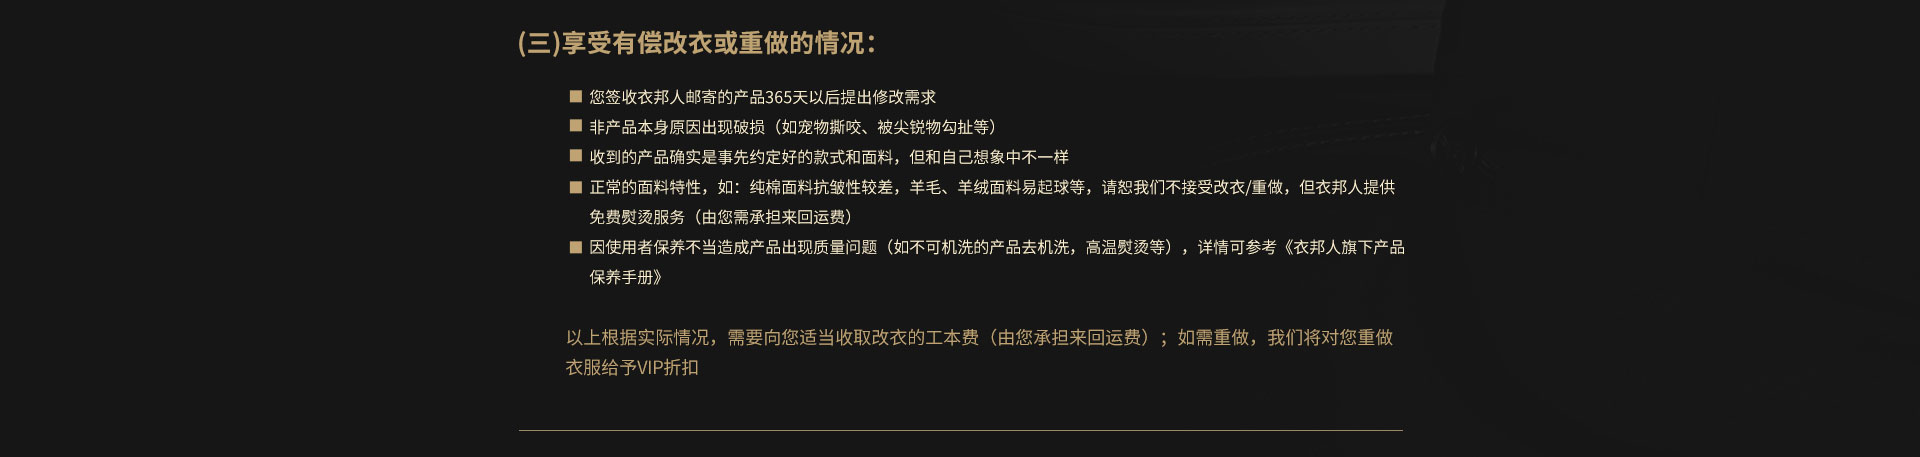 (三)享受有偿改衣或重做的情况：
您签收衣邦人邮寄的产品365天以后提出修改需求
非产品本身原因出现破损（如宠物撕咬、被尖锐物勾扯等）
收到的产品确实是事先约定好的款式和面料，但和自己想象中不一样
正常的面料特性，如：纯棉面料抗皱性较差，羊毛、羊绒面料易起球等，请恕我们不接受改衣/重做，但衣邦人提供
免费熨烫服务（由您需承担来回运费）
因使用者保养不当造成产品出现质量问题（如不可机洗的产品去机洗，高温熨烫等），详情可参考《衣邦人旗下产品
保养手册》
以上根据实际情况，需要向您适当收取改衣的工本费（由您承担来回运费）；如需重做，我们将对您重做
衣服给予VIP折扣